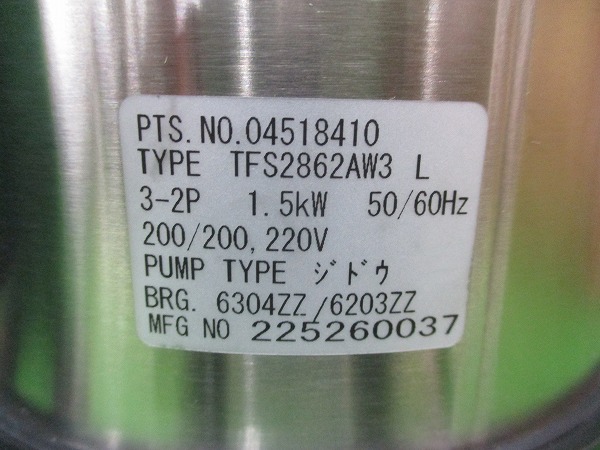 PTS.NO.04518410
TYPE TFS2862AW3 L
3-2P 1.5kW 50/60Hz
200/200,220V
PUMP TYPE ｼﾞﾄﾞｳ
BRG. 6304ZZ/6203ZZ
MFG NO 225260037